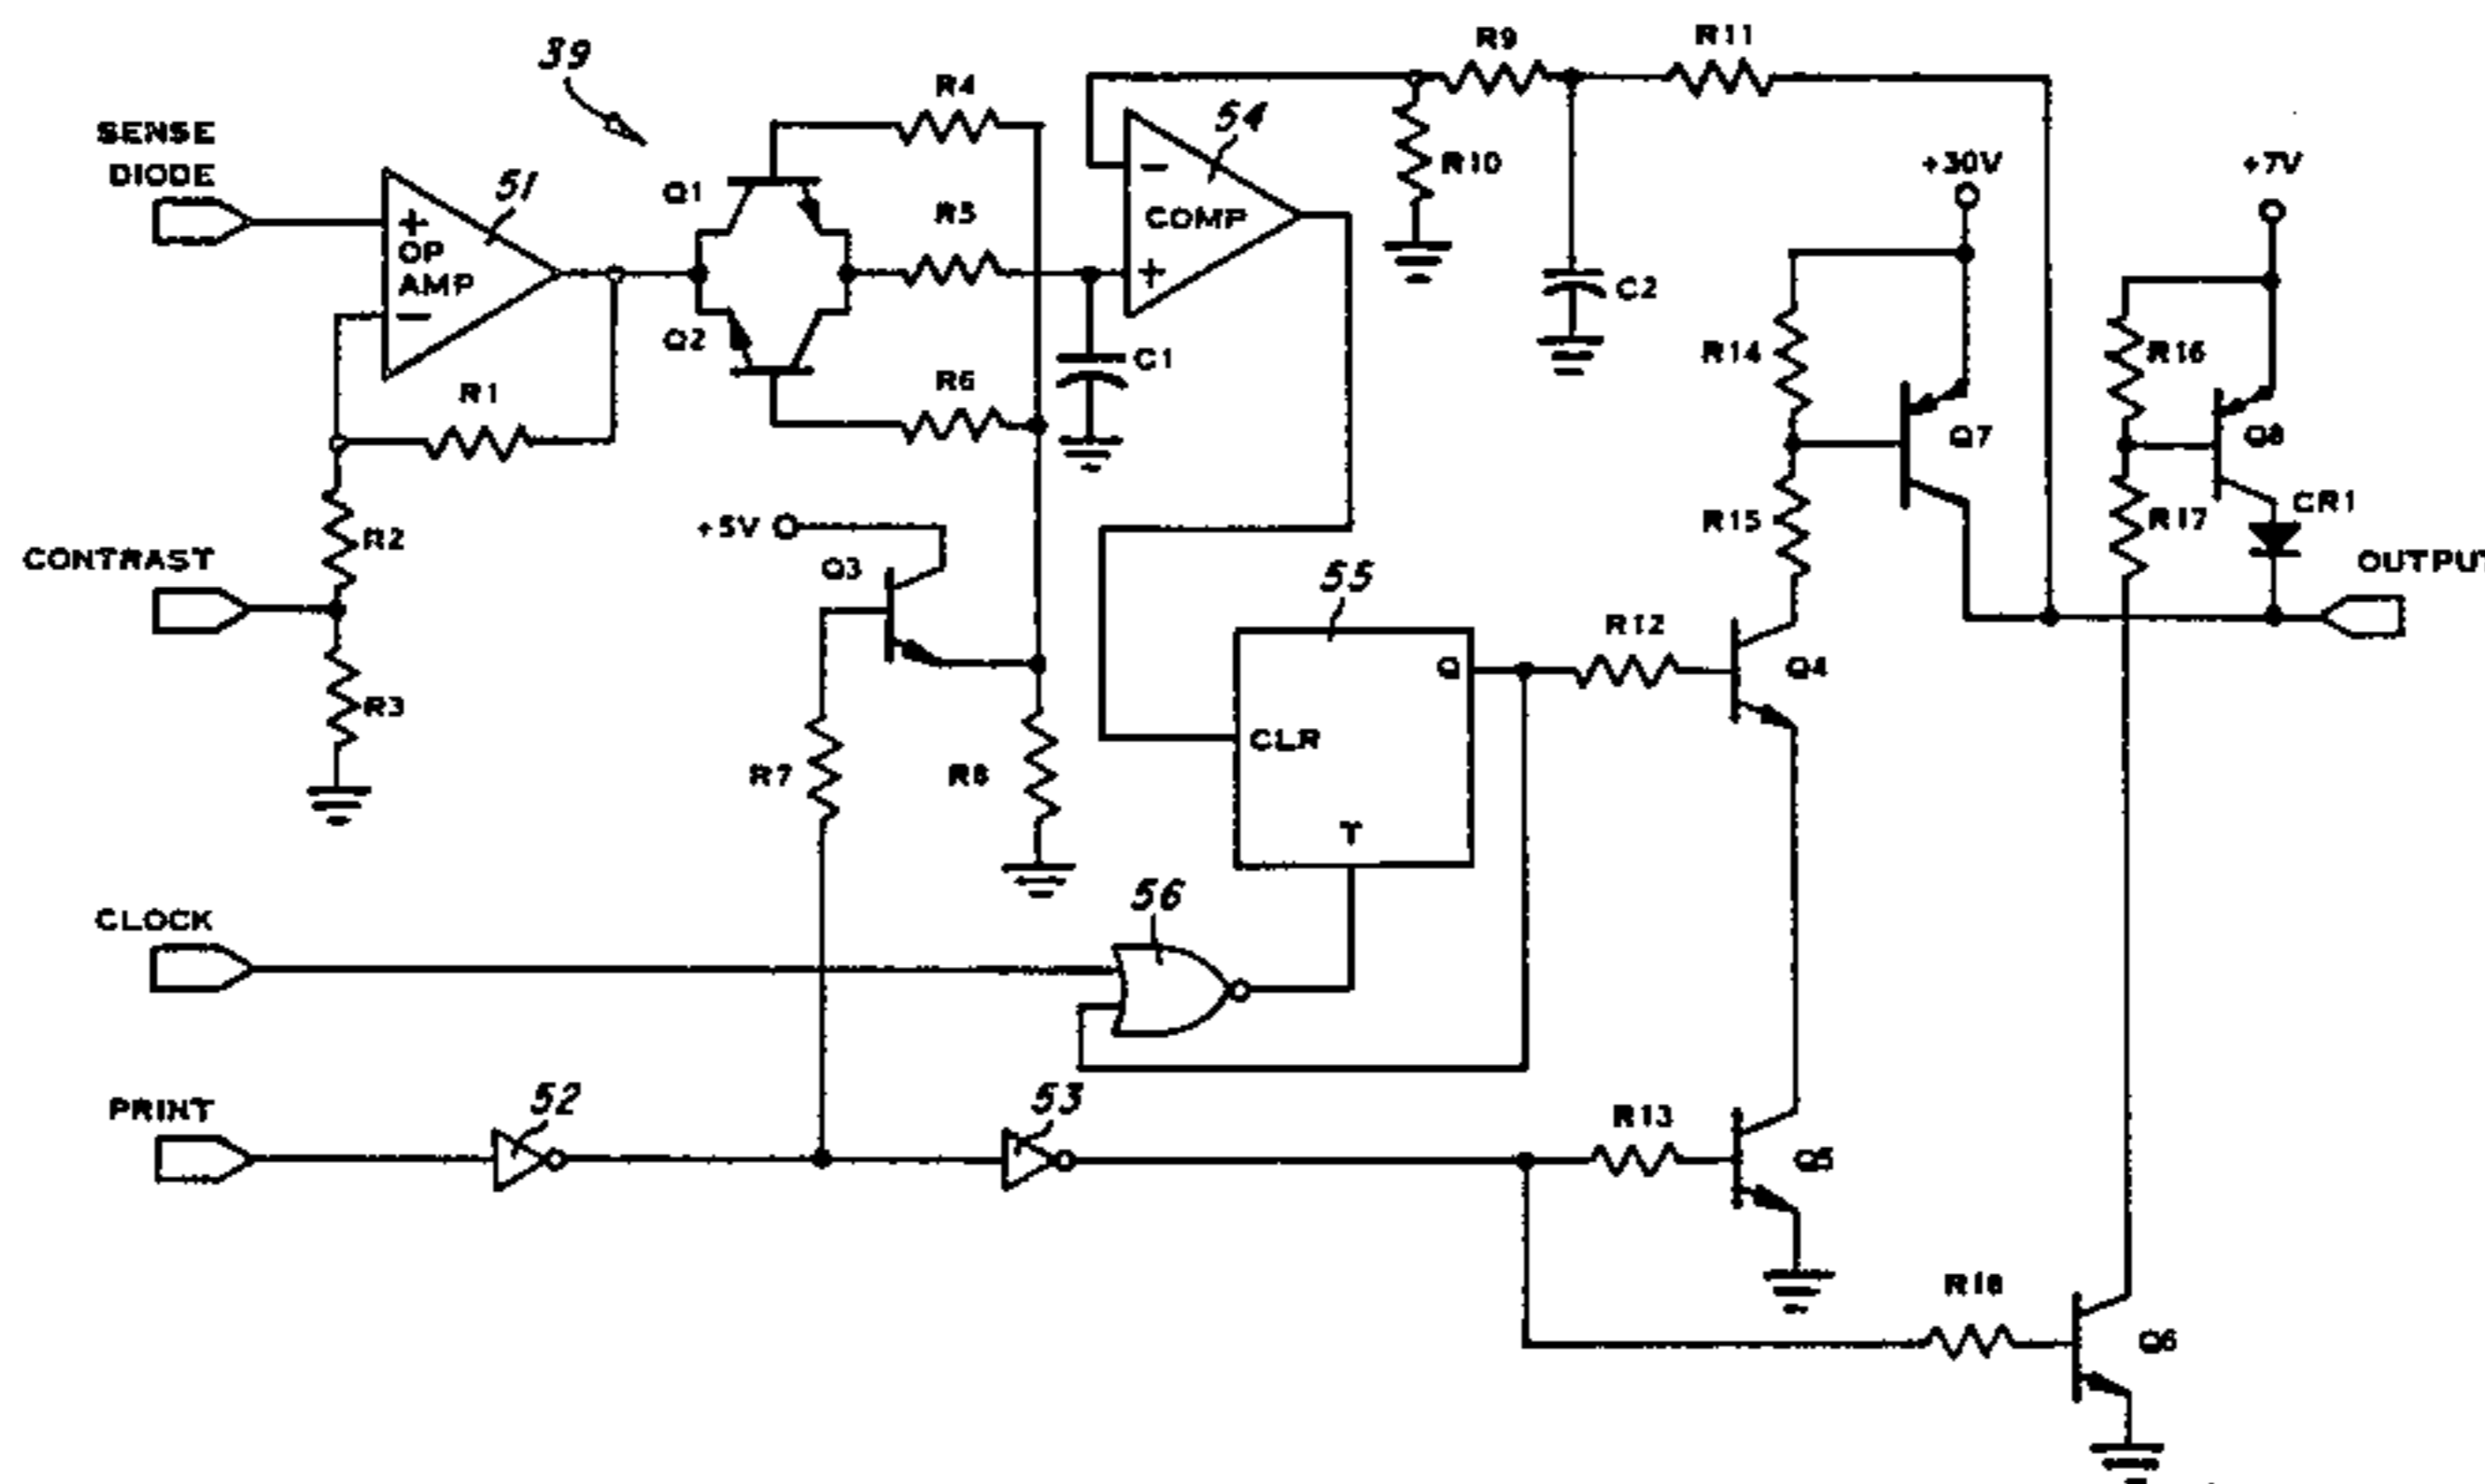 39
SENSE
DIODE
51
+
OP
AMP
−
R1
R2
CONTRAST
R3
Q1
Q2
R4
R5
R6
C1
54
−
COMP
+
R9
R11
R10
C2
+30V
+7V
R14
R15
Q7
R16
R17
Q8
CR1
OUTPUT
+5V
Q3
R7
R8
55
Q
CLR
T
R12
Q4
CLOCK
56
PRINT
52
53
R13
Q5
R18
Q6